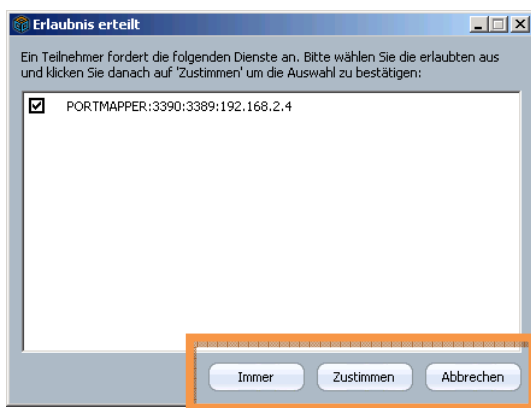 Erlaubnis erteilt
Ein Teilnehmer fordert die folgenden Dienste an. Bitte wählen Sie die erlaubten aus
und klicken Sie danach auf 'Zustimmen' um die Auswahl zu bestätigen:
PORTMAPPER:3390:3389:192.168.2.4
Immer Zustimmen Abbrechen